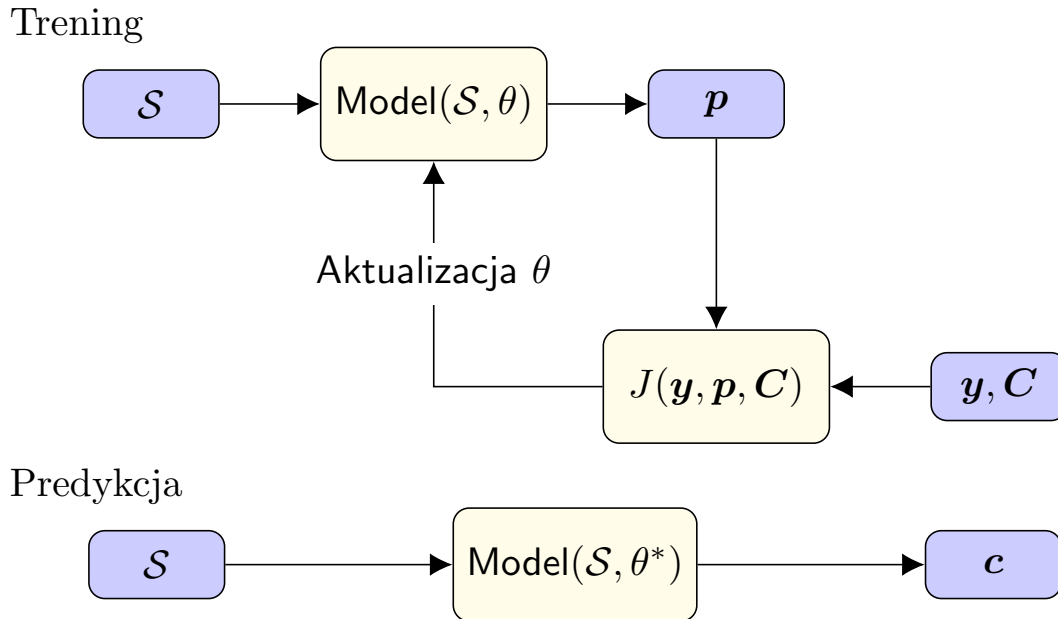 Trening
𝒮
Model(𝒮, θ)
p
Aktualizacja θ
J(y, p, C)
y, C
Predykcja
𝒮
Model(𝒮, θ*)
c